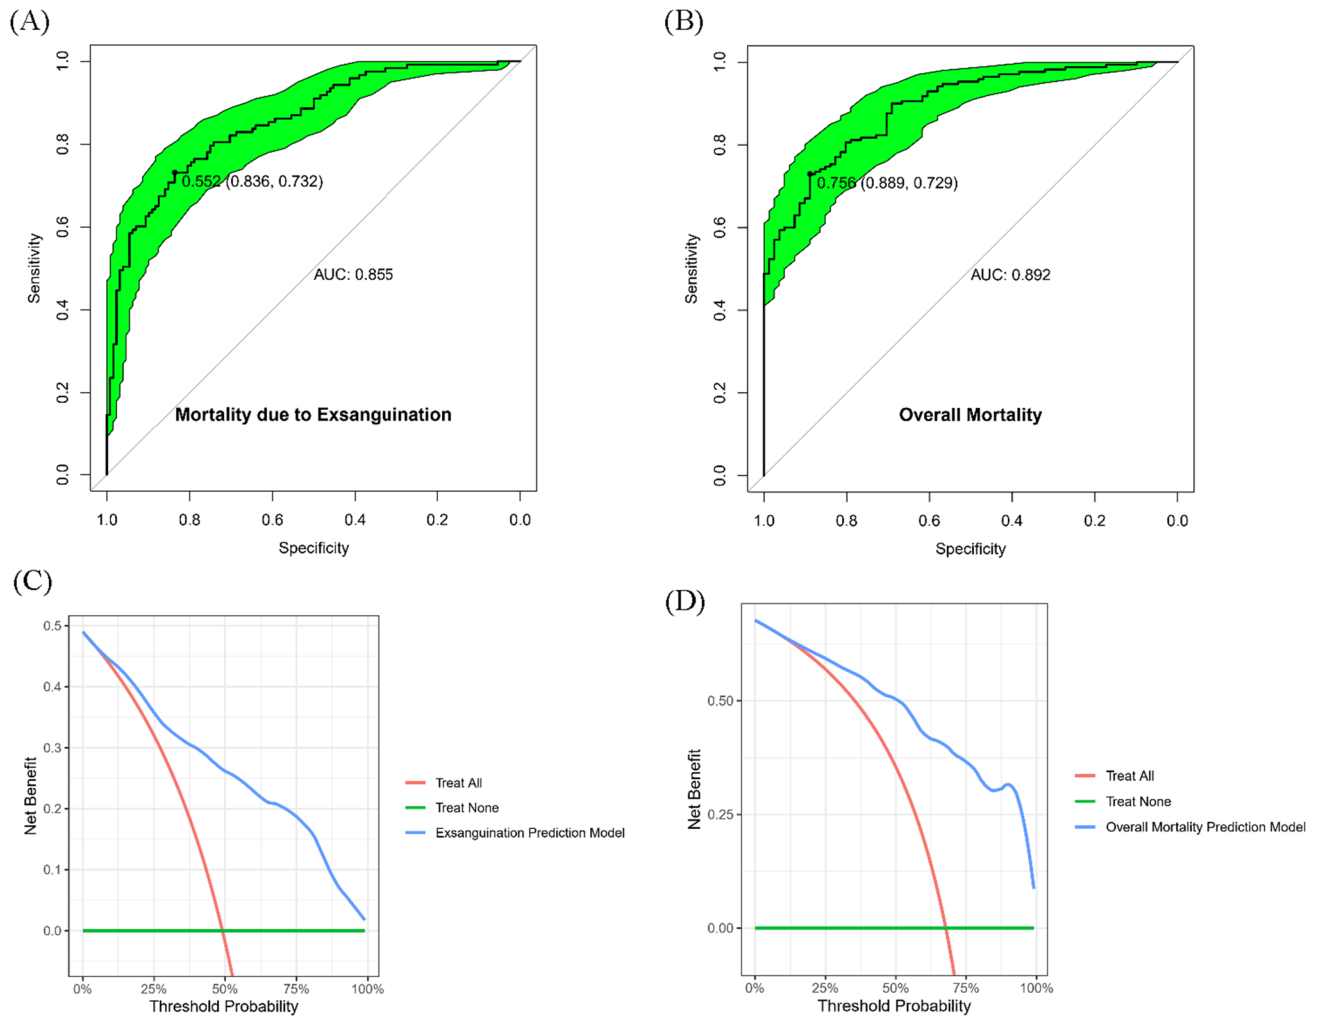 (A)
1.0
0.8
0.6
0.4
0.2
0.0
Sensitivity
0.552 (0.836, 0.732)
AUC: 0.855
Mortality due to Exsanguination
1.0 0.8 0.6 0.4 0.2 0.0
Specificity
(B)
1.0
0.8
0.6
0.4
0.2
0.0
Sensitivity
0.756 (0.889, 0.729)
AUC: 0.892
Overall Mortality
1.0 0.8 0.6 0.4 0.2 0.0
Specificity
(C)
0.5
0.4
0.3
0.2
0.1
0.0
Net Benefit
0% 25% 50% 75% 100%
Threshold Probability
Treat All
Treat None
Exsanguination Prediction Model
(D)
0.50
0.25
0.00
Net Benefit
0% 25% 50% 75% 100%
Threshold Probability
Treat All
Treat None
Overall Mortality Prediction Model